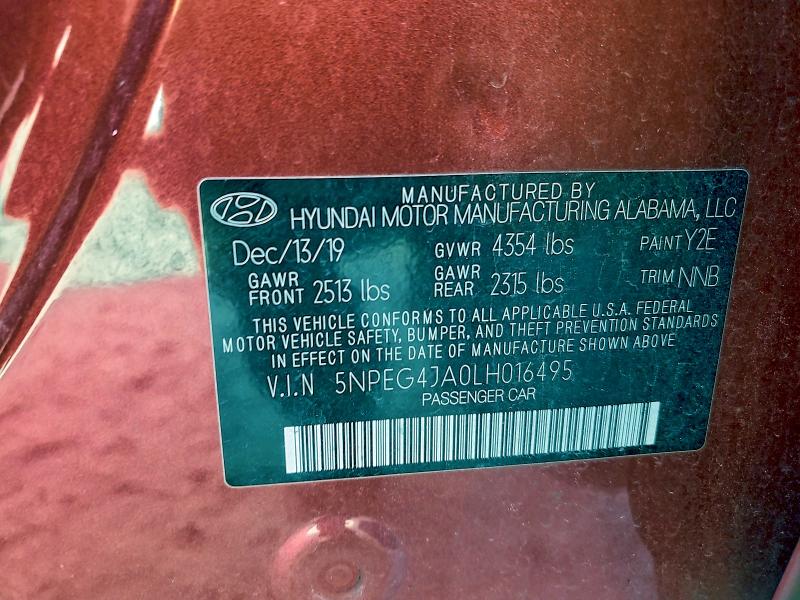 MANUFACTURED BY
HYUNDAI MOTOR MANUFACTURING ALABAMA, LLC
Dec/13/19 GVWR 4354 lbs PAINT Y2E
GAWR FRONT 2513 lbs GAWR REAR 2315 lbs TRIM NNB
THIS VEHICLE CONFORMS TO ALL APPLICABLE U.S.A. FEDERAL
MOTOR VEHICLE SAFETY, BUMPER, AND THEFT PREVENTION STANDARDS
IN EFFECT ON THE DATE OF MANUFACTURE SHOWN ABOVE
V.I.N 5NPEG4JA0LH016495
PASSENGER CAR